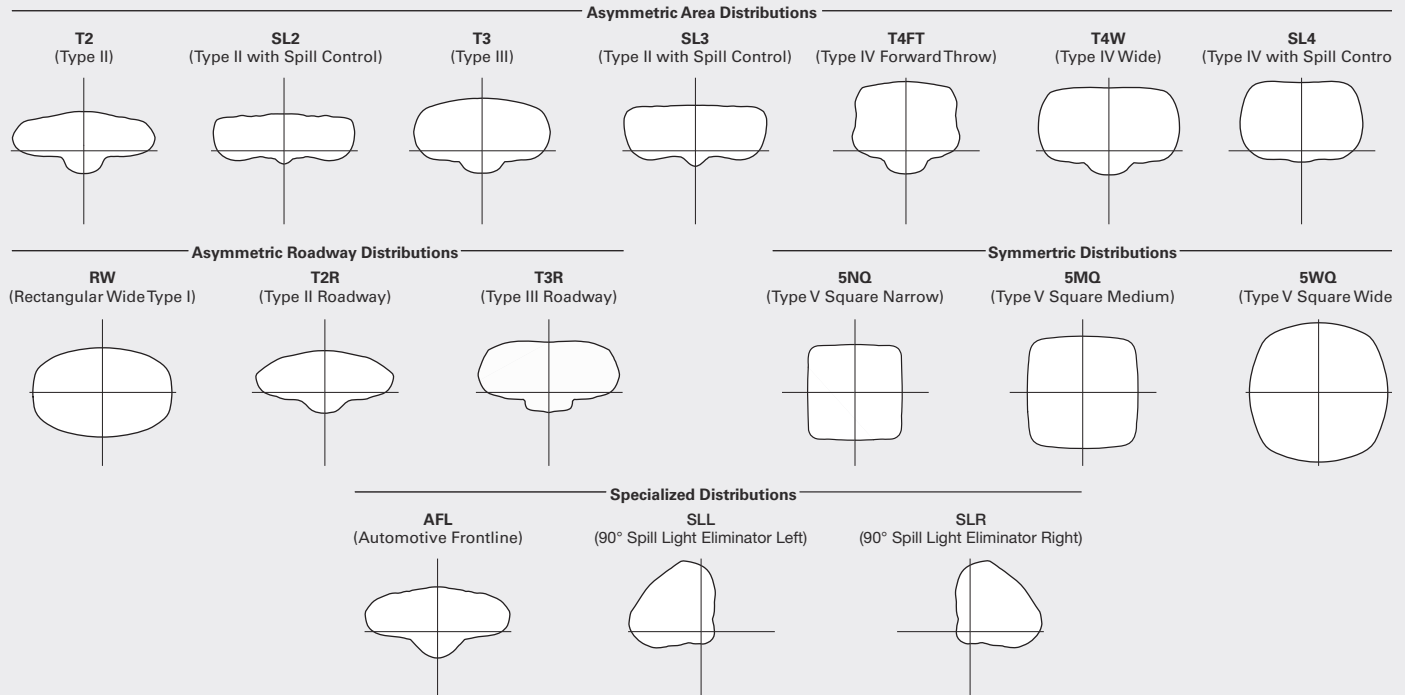 Asymmetric Area Distributions
T2
(Type II)
SL2
(Type II with Spill Control)
T3
(Type III)
SL3
(Type II with Spill Control)
T4FT
(Type IV Forward Throw)
T4W
(Type IV Wide)
SL4
(Type IV with Spill Contro
Asymmetric Roadway Distributions
RW
(Rectangular Wide Type I)
T2R
(Type II Roadway)
T3R
(Type III Roadway)
Symmertric Distributions
5NQ
(Type V Square Narrow)
5MQ
(Type V Square Medium)
5WQ
(Type V Square Wide
Specialized Distributions
AFL
(Automotive Frontline)
SLL
(90° Spill Light Eliminator Left)
SLR
(90° Spill Light Eliminator Right)